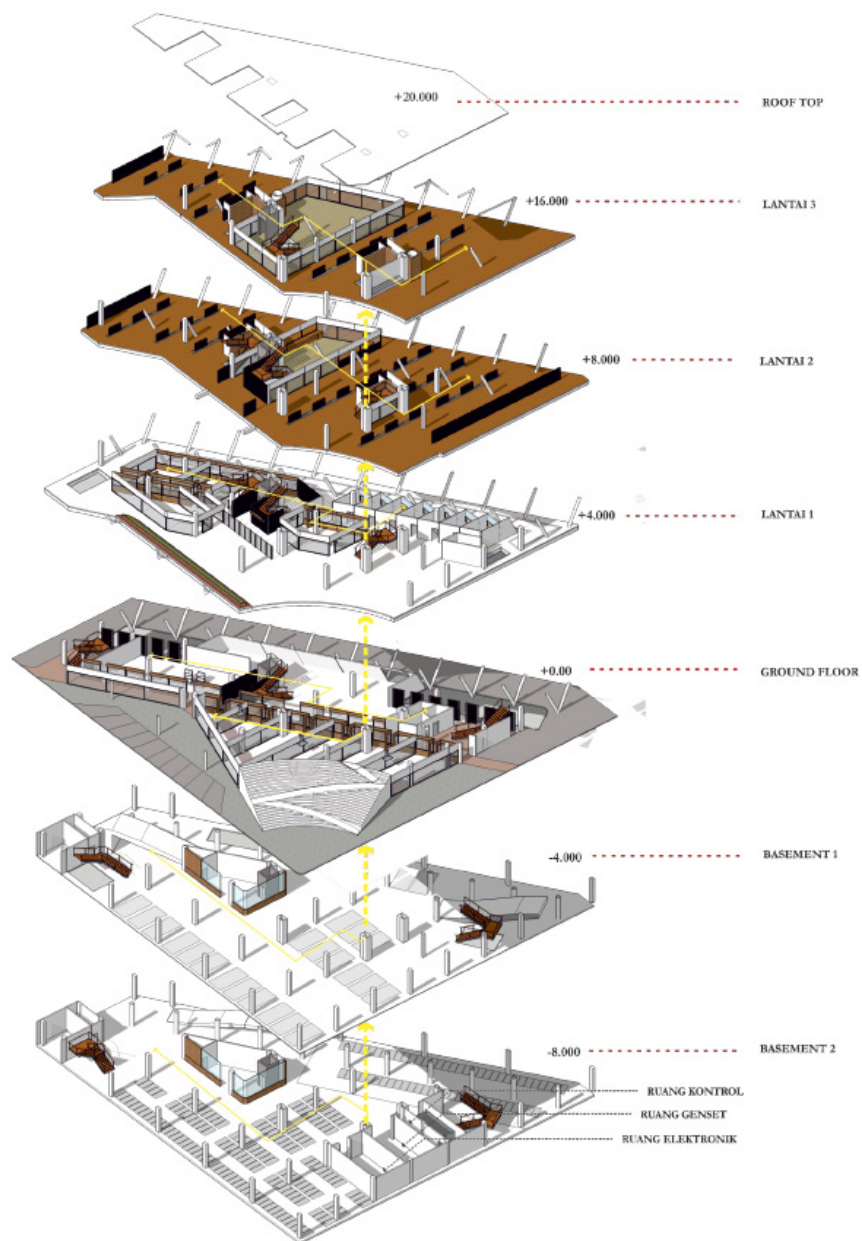 +20.000 ROOF TOP
+16.000 LANTAI 3
+8.000 LANTAI 2
+4.000 LANTAI 1
+0.00 GROUND FLOOR
-4.000 BASEMENT 1
-8.000 BASEMENT 2
RUANG KONTROL
RUANG GENSET
RUANG ELEKTRONIK